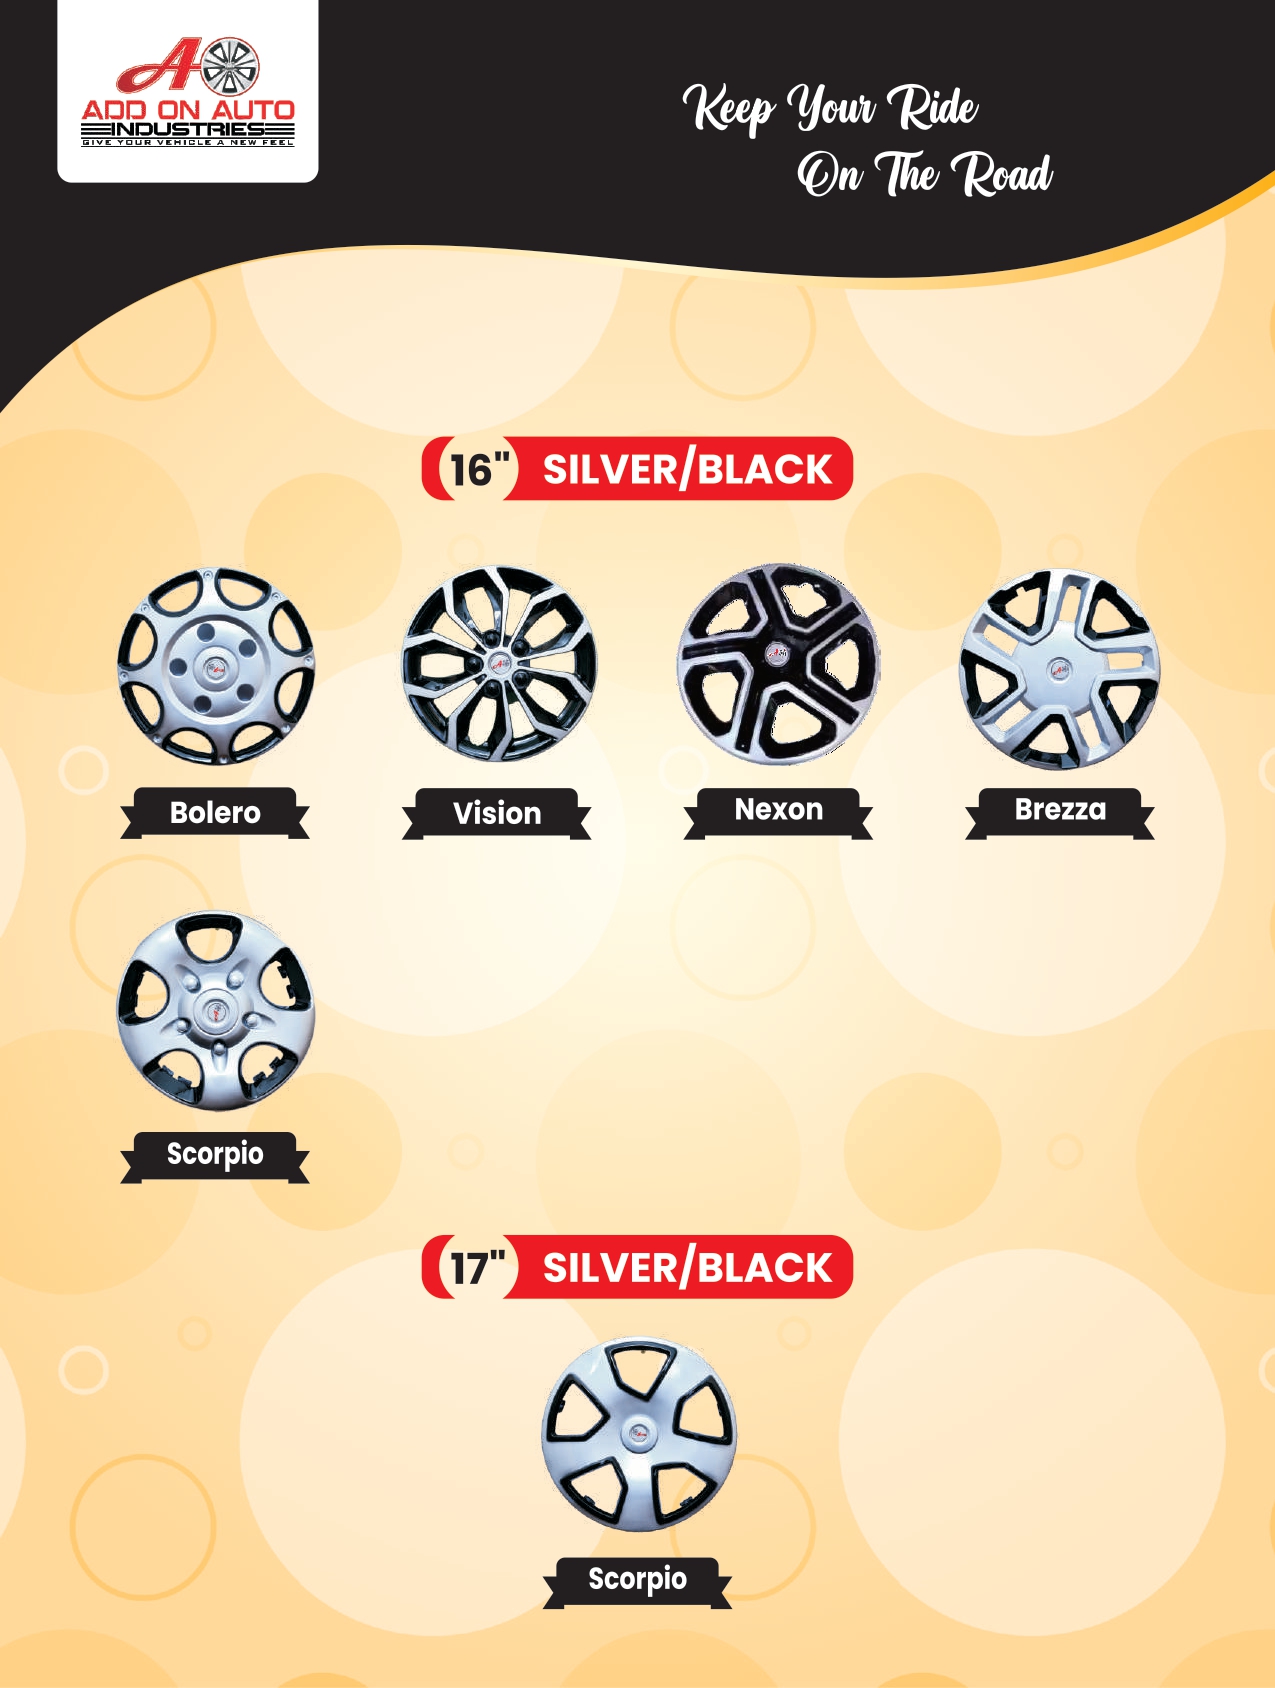 A
ADD ON AUTO
INDUSTRIES
GIVE YOUR VEHICLE A NEW FEEL
Keep Your Ride
On The Road
16" SILVER/BLACK
Bolero
Vision
Nexon
Brezza
Scorpio
17" SILVER/BLACK
Scorpio